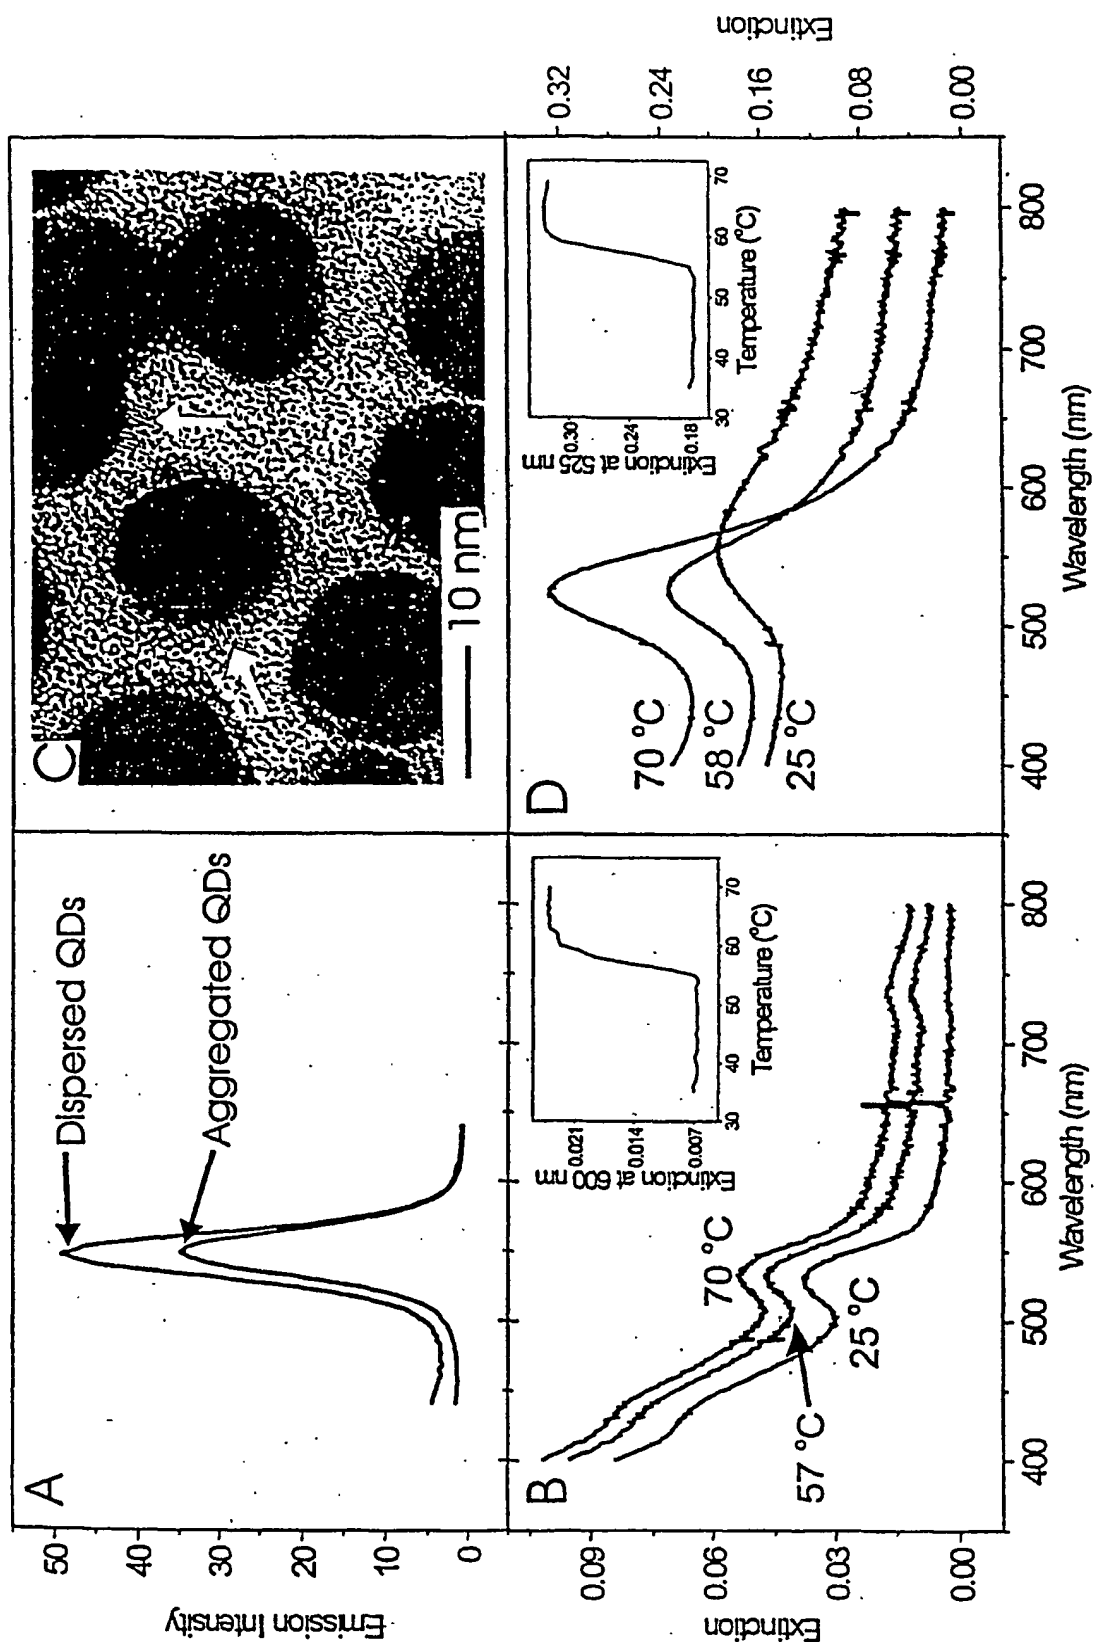 A
Dispersed QDs
Aggregated QDs
50
40
30
20
10
0
Emission Intensity
C
10 nm
B
70 °C
57 °C
25 °C
0.09
0.06
0.03
0.00
Extinction
400
500
600
700
800
Wavelength (nm)
Extinction at 600 nm
0.021
0.014
0.007
30
40
50
60
70
Temperature (°C)
D
70 °C
58 °C
25 °C
400
500
600
700
800
Wavelength (nm)
0.32
0.24
0.16
0.08
0.00
Extinction
Extinction at 525 nm
0.30
0.24
0.18
30
40
50
60
70
Temperature (°C)